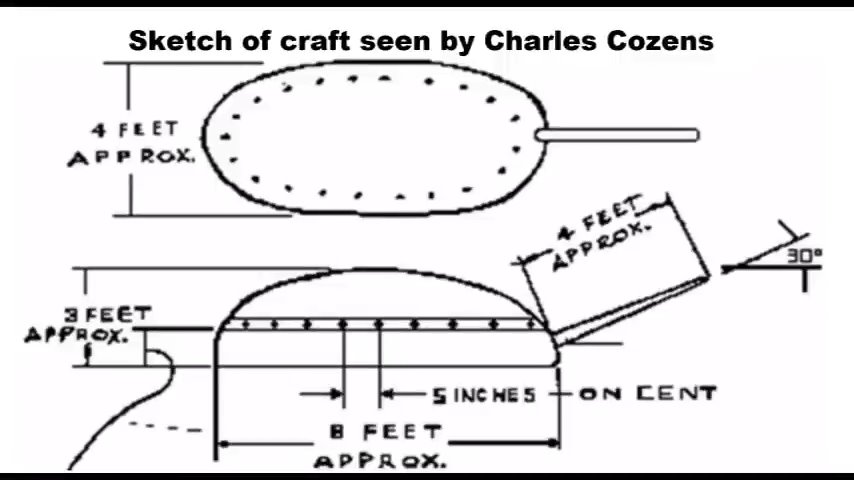 Sketch of craft seen by Charles Cozens
4 FEET
APPROX.
4 FEET
APPROX.
30°
3 FEET
APPROX.
5 INCHES ON CENT
8 FEET
APPROX.